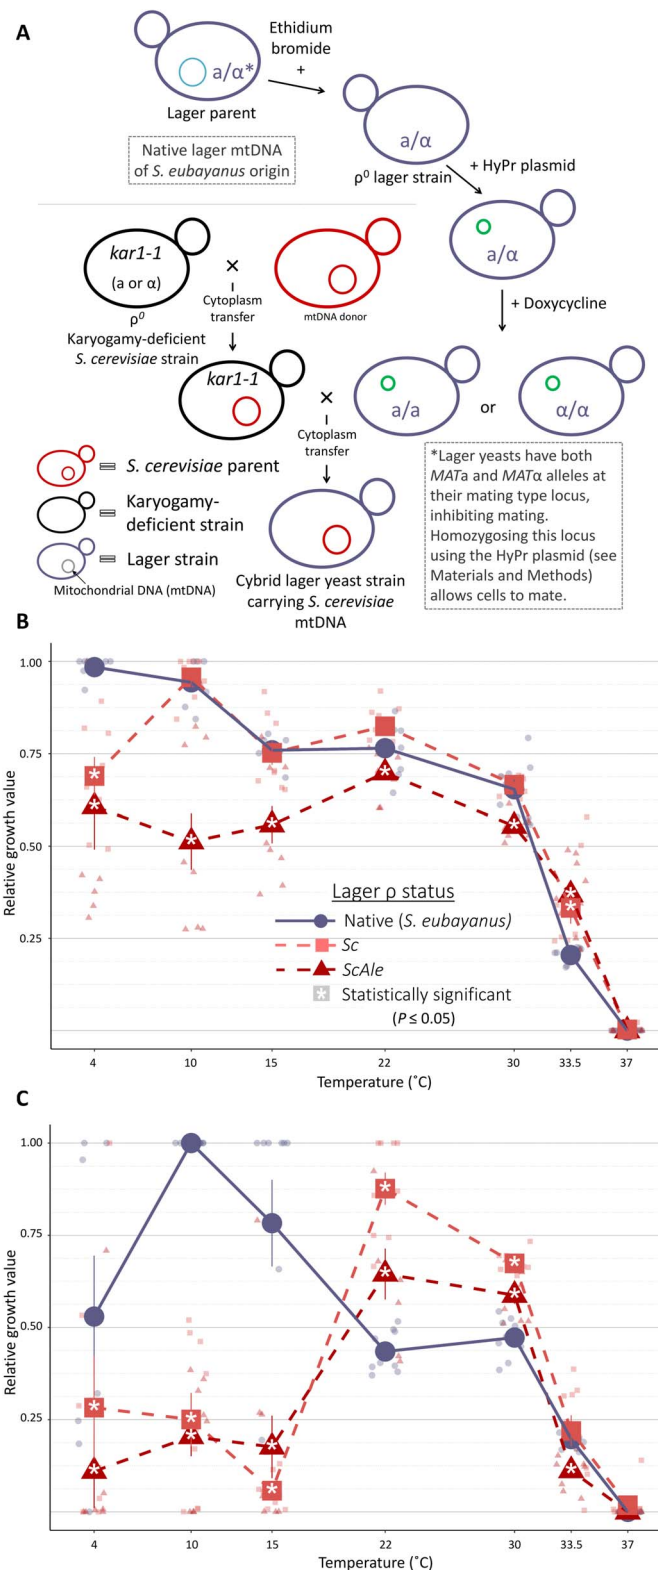 A
Ethidium
bromide
+
a/α*
Lager parent
a/α
Native lager mtDNA
of S. eubayanus origin
ρ⁰ lager strain
+ HyPr plasmid
kar1-1
(a or α)
×
a/α
Cytoplasm
transfer
mtDNA donor
ρ⁰
Karyogamy-deficient
S. cerevisiae strain
+ Doxycycline
kar1-1
×
a/a
or
α/α
Cytoplasm
transfer
= S. cerevisiae parent
= Karyogamy-
deficient strain
= Lager strain
Mitochondrial DNA (mtDNA)
Cybrid lager yeast strain
carrying S. cerevisiae
mtDNA
*Lager yeasts have both
MATa and MATα alleles at
their mating type locus,
inhibiting mating.
Homozygosing this locus
using the HyPr plasmid (see
Materials and Methods)
allows cells to mate.
B
1.00
0.75
0.50
0.25
Relative growth value
Lager ρ status
Native (S. eubayanus)
Sc
ScAle
* Statistically significant
(P ≤ 0.05)
4 10 15 22 30 33.5 37
Temperature (˚C)
C
1.00
0.75
0.50
0.25
Relative growth value
4 10 15 22 30 33.5 37
Temperature (˚C)